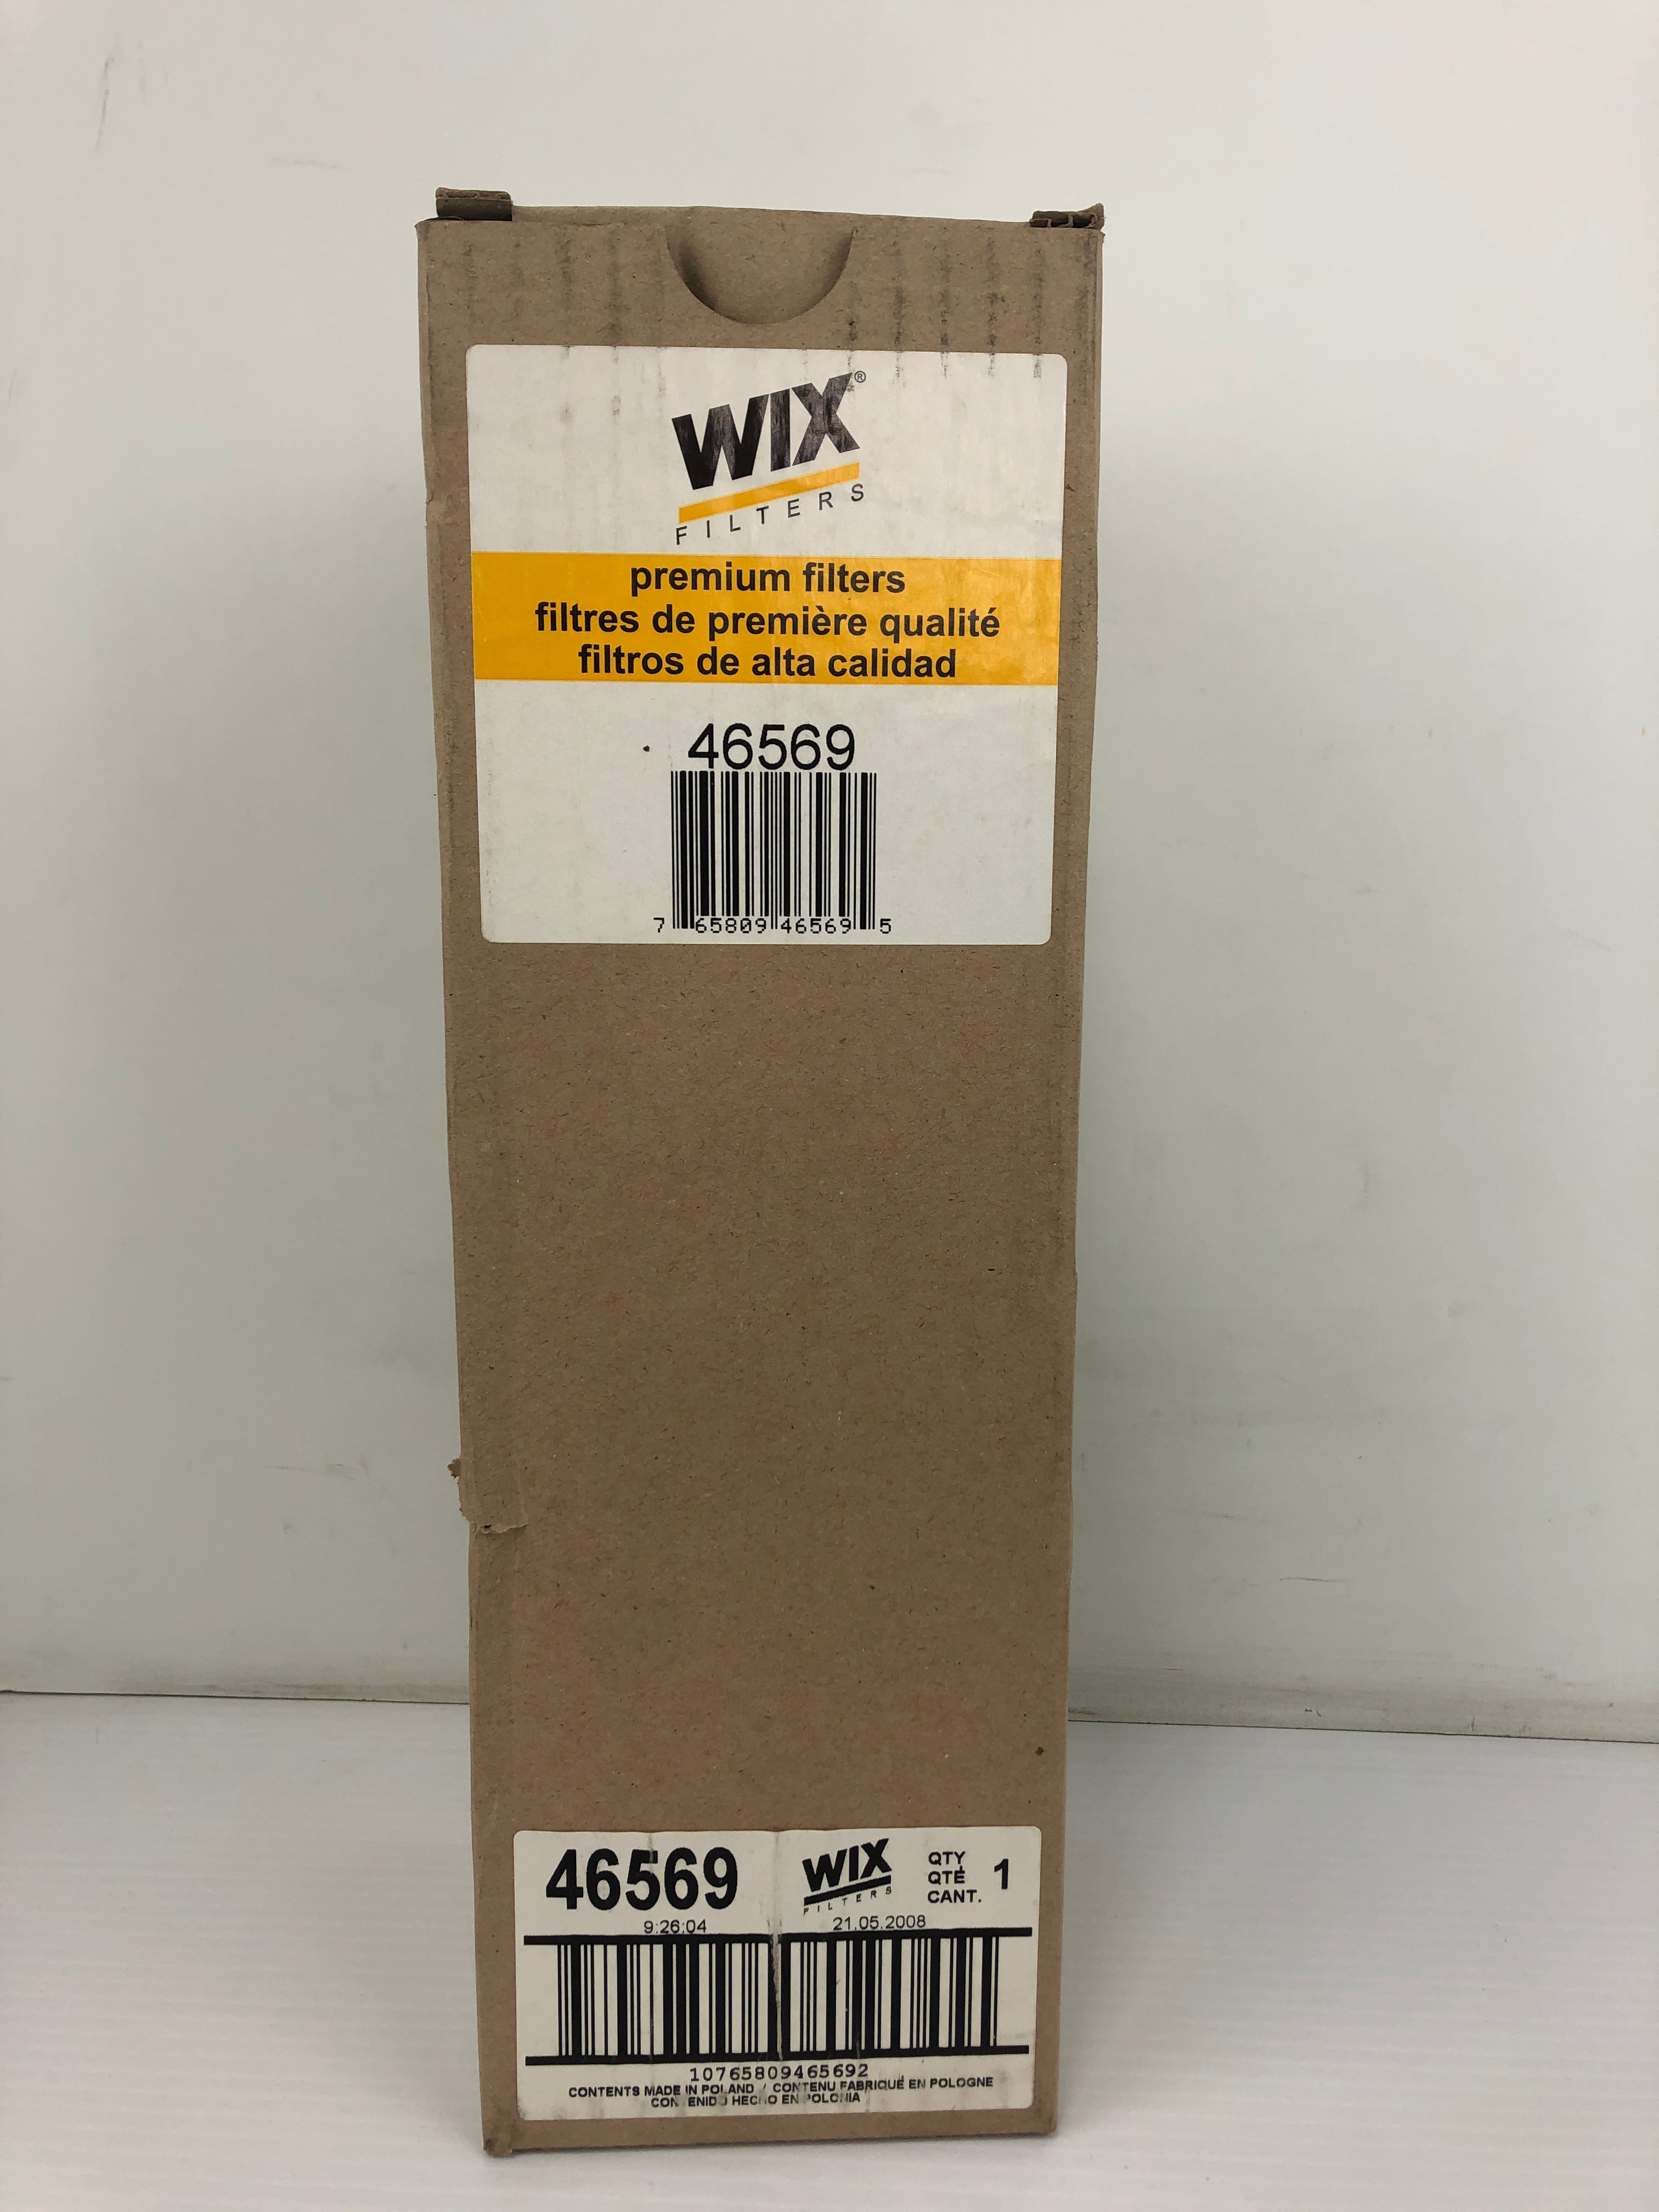 WIX®
FILTERS
premium filters
filtres de première qualité
filtros de alta calidad
46569
7 65809 46569 5
46569 WIX FILTERS QTY QTÉ CANT. 1
9:26:04 21.05.2008
10765809465692
CONTENTS MADE IN POLAND / CONTENU FABRIQUÉ EN POLOGNE
CONTENIDO HECHO EN POLONIA